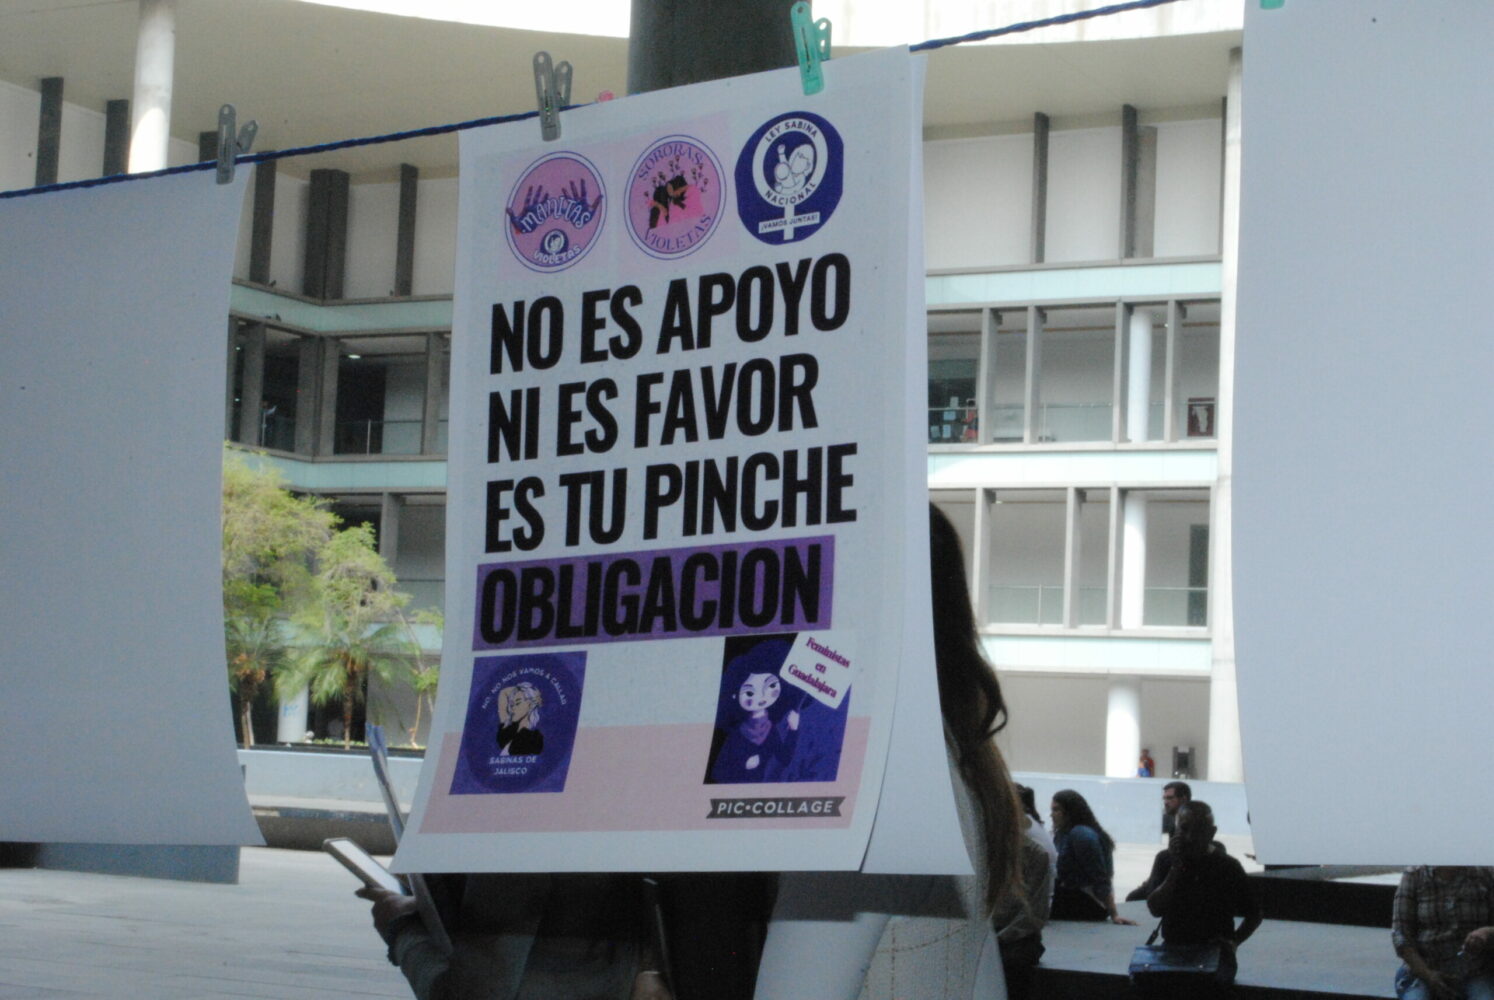 MANITAS
VIOLETAS
SORORAS
VIOLETAS
LEY SABINA
NACIONAL
¡VAMOS JUNTAS!
NO ES APOYO
NI ES FAVOR
ES TU PINCHE
OBLIGACION
NO, NO NOS VAMOS A CALLAR
SABINAS DE
JALISCO
Feministas
en
Guadalajara
PIC•COLLAGE